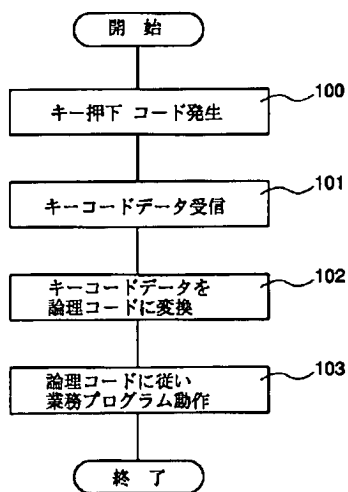 開 始
100
キー押下 コード発生
101
キーコードデータ受信
102
キーコードデータを
論理コードに変換
103
論理コードに従い
業務プログラム動作
終 了